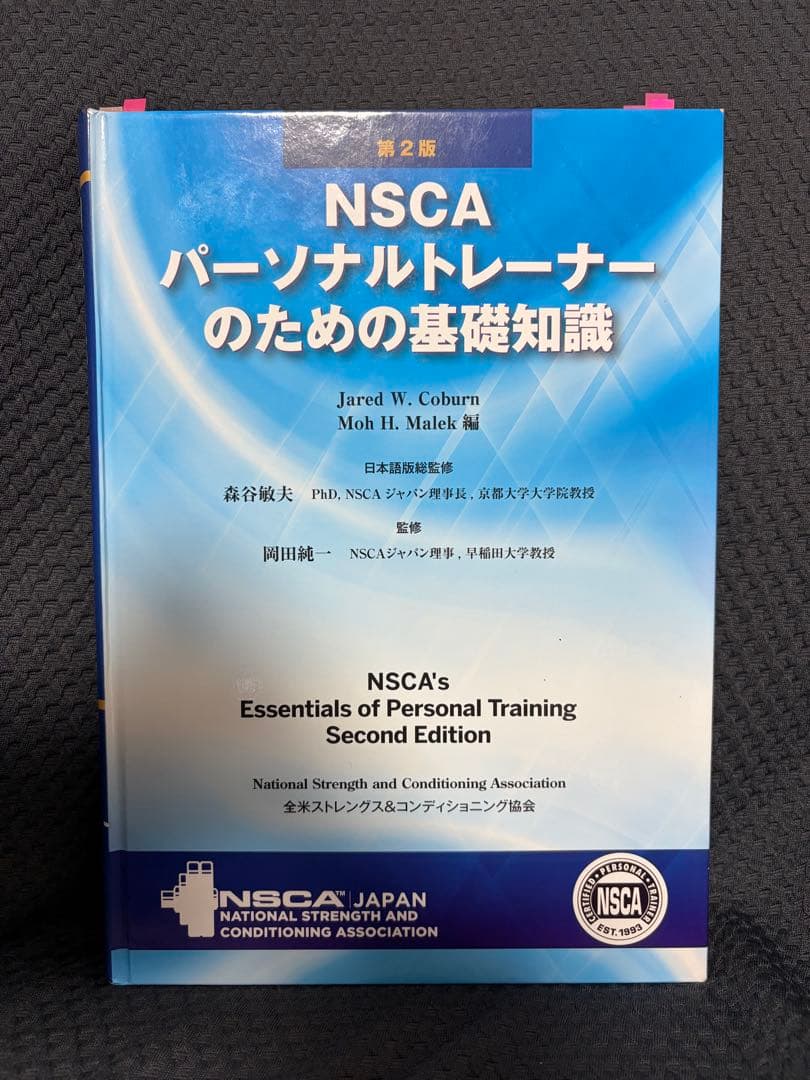 第2版
NSCA
パーソナルトレーナー
のための基礎知識
Jared W. Coburn
Moh H. Malek 編
日本語版総監修
森谷敏夫 PhD, NSCA ジャパン理事長, 京都大学大学院教授
監修
岡田純一 NSCAジャパン理事, 早稲田大学教授
NSCA's
Essentials of Personal Training
Second Edition
National Strength and Conditioning Association
全米ストレングス&コンディショニング協会
NSCA™ JAPAN
NATIONAL STRENGTH AND
CONDITIONING ASSOCIATION
CERTIFIED • PERSONAL • TRAINER
NSCA
EST. 1993